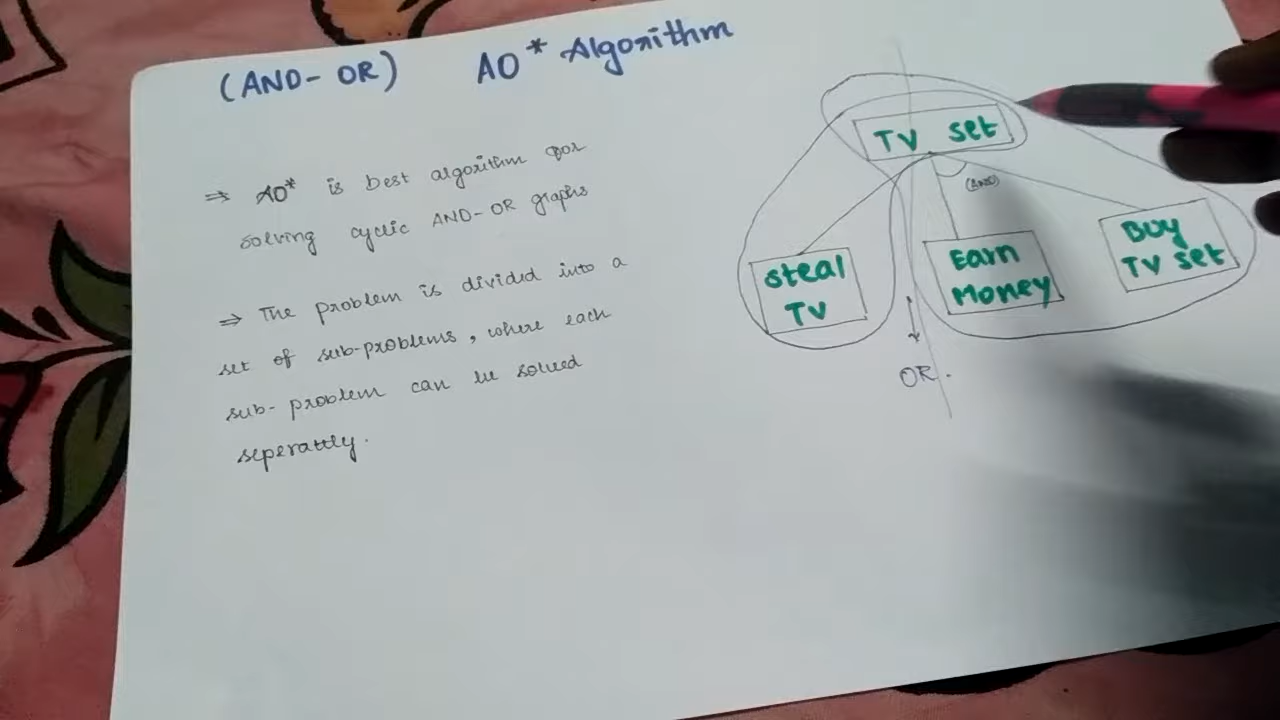 (AND-OR) AO* Algorithm
⇒ AO* is best algorithm for
solving cyclic AND-OR graphs
⇒ The problem is divided into a
set of sub-problems, where each
sub-problem can be solved
seperattly.
TV set
(AND)
Steal
TV
Earn
Money
Buy
TV set
OR.